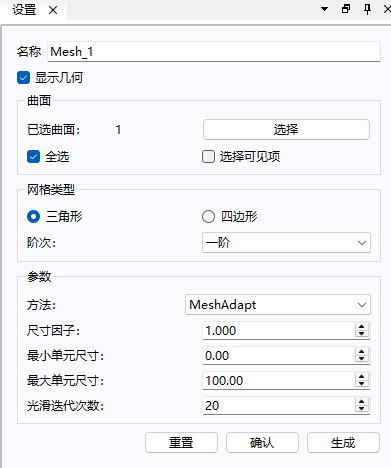 设置
名称 Mesh_1
显示几何
曲面
已选曲面： 1 选择
全选 选择可见项
网格类型
三角形 四边形
阶次： 一阶
参数
方法： MeshAdapt
尺寸因子： 1.000
最小单元尺寸： 0.00
最大单元尺寸： 100.00
光滑迭代次数： 20
重置 确认 生成